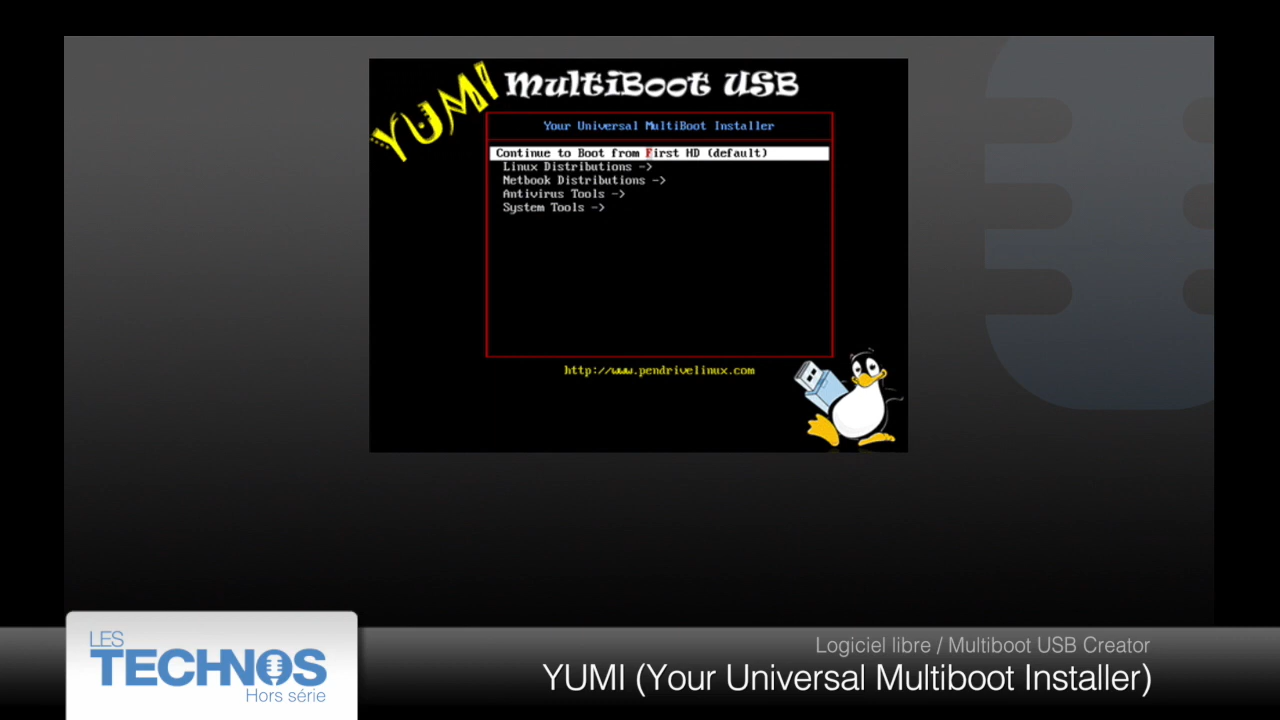 YUMI
MultiBoot USB
Your Universal MultiBoot Installer
Continue to Boot from First HD (default)
Linux Distributions ->
Netbook Distributions ->
Antivirus Tools ->
System Tools ->
http://www.pendrivelinux.com
LES
TECHNOS
Hors série
Logiciel libre / Multiboot USB Creator
YUMI (Your Universal Multiboot Installer)